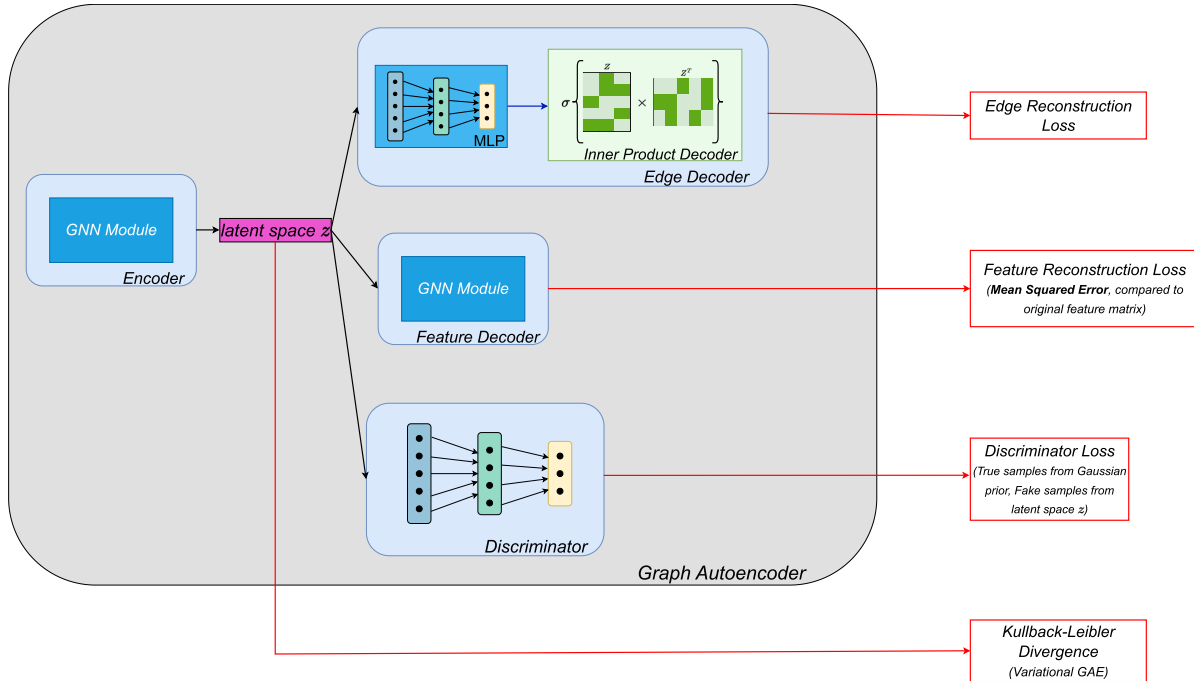 z
z^T
σ
×
MLP
Inner Product Decoder
Edge Decoder
Edge Reconstruction
Loss
GNN Module
Encoder
latent space z
GNN Module
Feature Decoder
Feature Reconstruction Loss
(Mean Squared Error, compared to
original feature matrix)
Discriminator
Discriminator Loss
(True samples from Gaussian
prior, Fake samples from
latent space z)
Graph Autoencoder
Kullback-Leibler
Divergence
(Variational GAE)